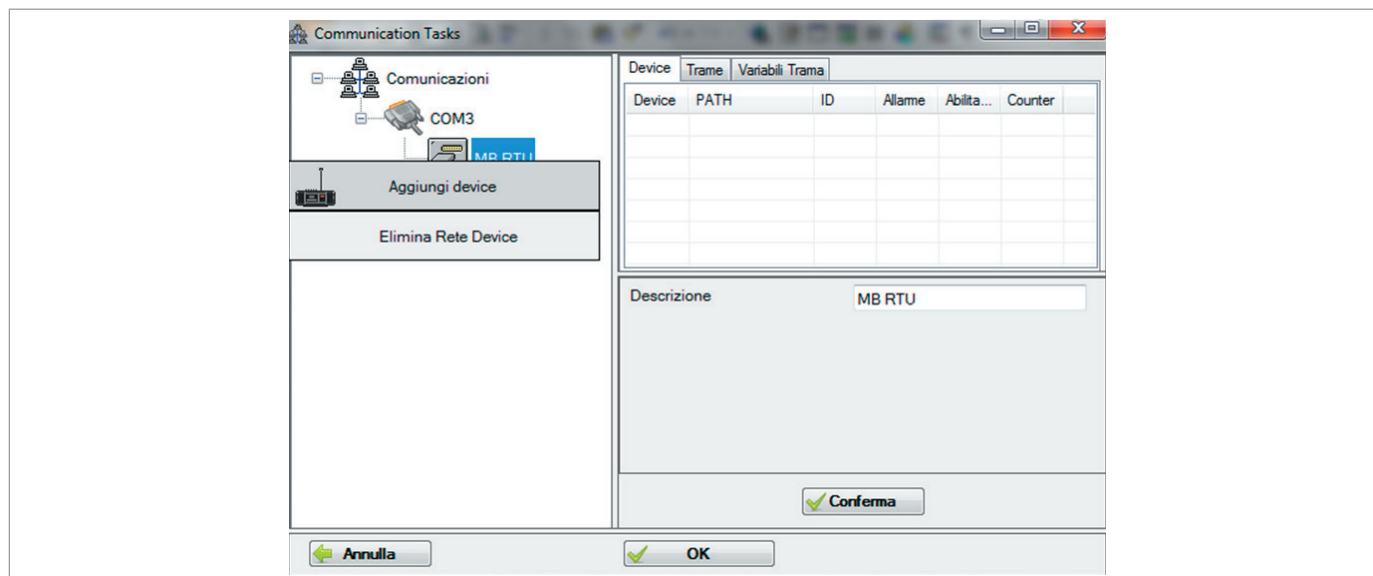 Communication Tasks
Comunicazioni
COM3
MB RTU
Aggiungi device
Elimina Rete Device
Device Trame Variabili Trama
Device PATH ID Allarme Abilita... Counter
Descrizione MB RTU
Conferma
Annulla OK